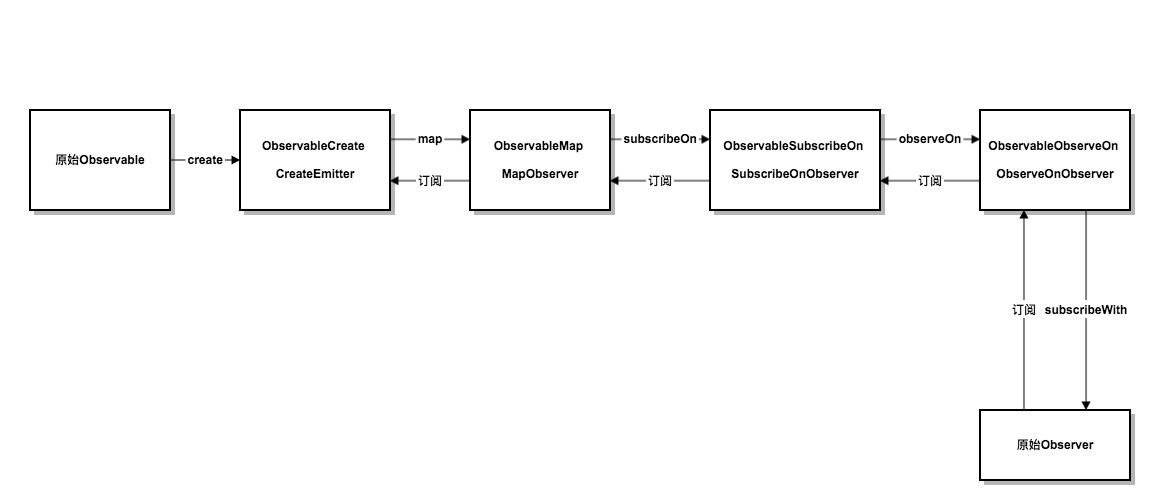 原始Observable
create
ObservableCreate
CreateEmitter
map
订阅
ObservableMap
MapObserver
subscribeOn
订阅
ObservableSubscribeOn
SubscribeOnObserver
observeOn
订阅
ObservableObserveOn
ObserveOnObserver
订阅
subscribeWith
原始Observer